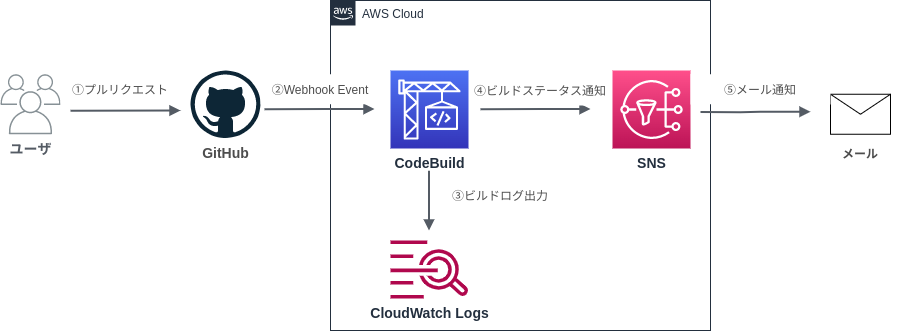 aws
AWS Cloud
①プルリクエスト
②Webhook Event
④ビルドステータス通知
⑤メール通知
ユーザ
GitHub
CodeBuild
SNS
メール
③ビルドログ出力
CloudWatch Logs